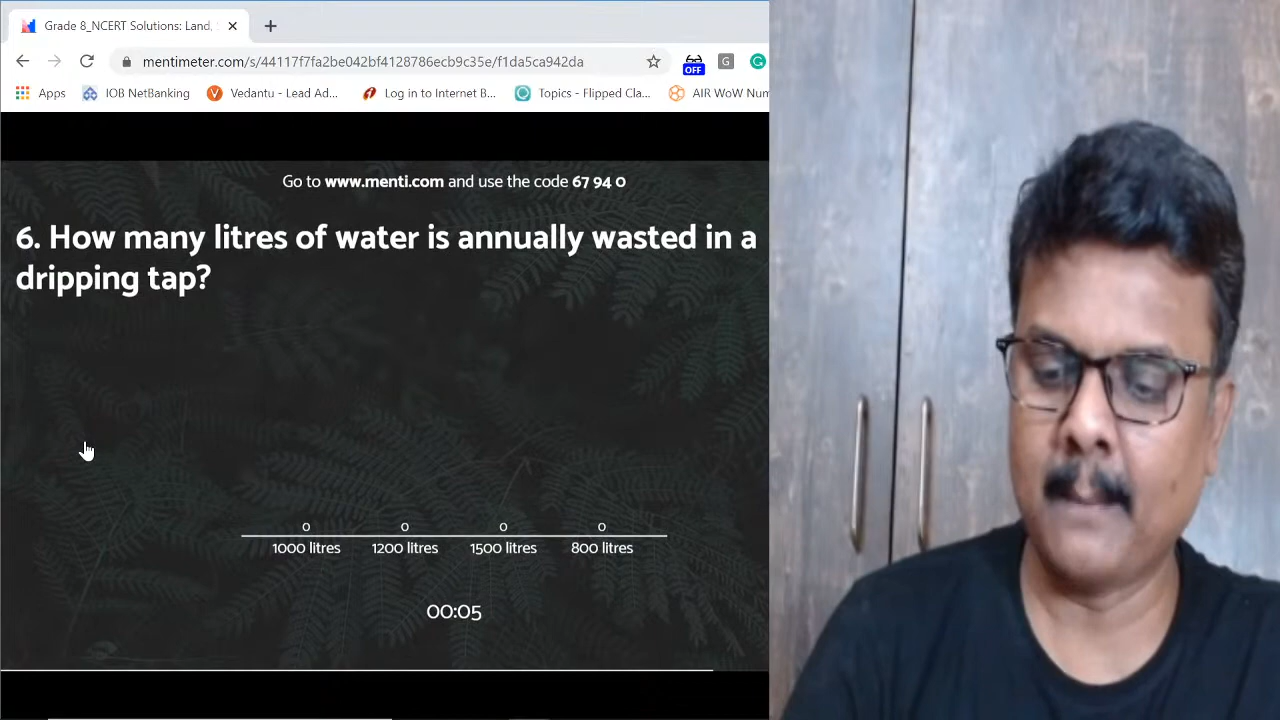 Grade 8_NCERT Solutions: Land,
mentimeter.com/s/44117f7fa2be042bf4128786ecb9c35e/f1da5ca942da
OFF
G
Apps
IOB NetBanking
Vedantu - Lead Ad...
Log in to Internet B...
Topics - Flipped Cla...
AIR WoW Num
Go to www.menti.com and use the code 67 94 0
6. How many litres of water is annually wasted in a
dripping tap?
0 0 0 0
1000 litres 1200 litres 1500 litres 800 litres
00:05